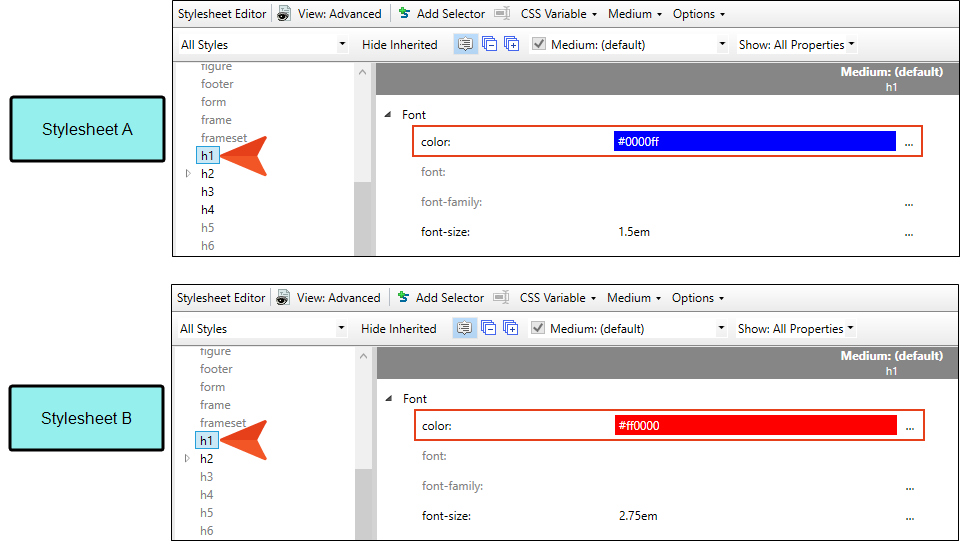 Stylesheet Editor View: Advanced Add Selector CSS Variable Medium Options
All Styles Hide Inherited Medium: (default) Show: All Properties
figure
footer
form
frame
frameset
h1
h2
h3
h4
h5
h6
Medium: (default)
h1
Font
color: #0000ff ...
font:
font-family: ...
font-size: 1.5em ...
Stylesheet A
Stylesheet Editor View: Advanced Add Selector CSS Variable Medium Options
All Styles Hide Inherited Medium: (default) Show: All Properties
figure
footer
form
frame
frameset
h1
h2
h3
h4
h5
h6
Medium: (default)
h1
Font
color: #ff0000 ...
font:
font-family: ...
font-size: 2.75em ...
Stylesheet B